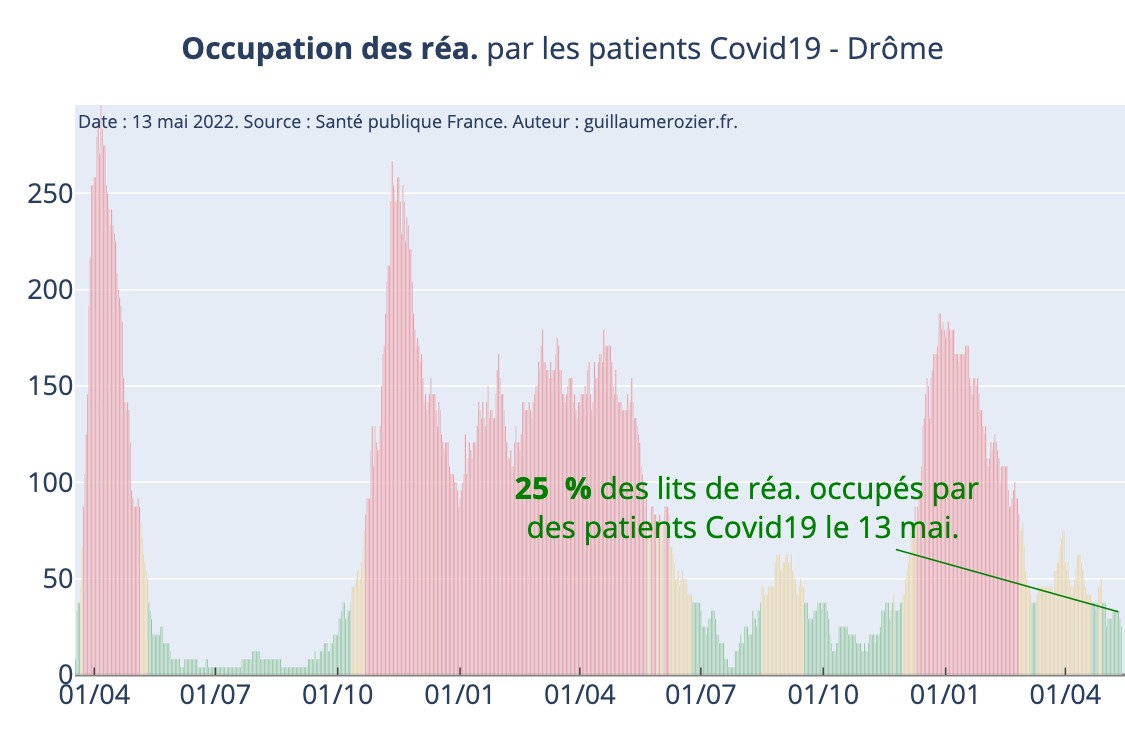 Occupation des réa. par les patients Covid19 - Drôme
Date : 13 mai 2022. Source : Santé publique France. Auteur : guillaumerozier.fr.
250
200
150
100
50
0
25 % des lits de réa. occupés par
des patients Covid19 le 13 mai.
01/04 01/07 01/10 01/01 01/04 01/07 01/10 01/01 01/04